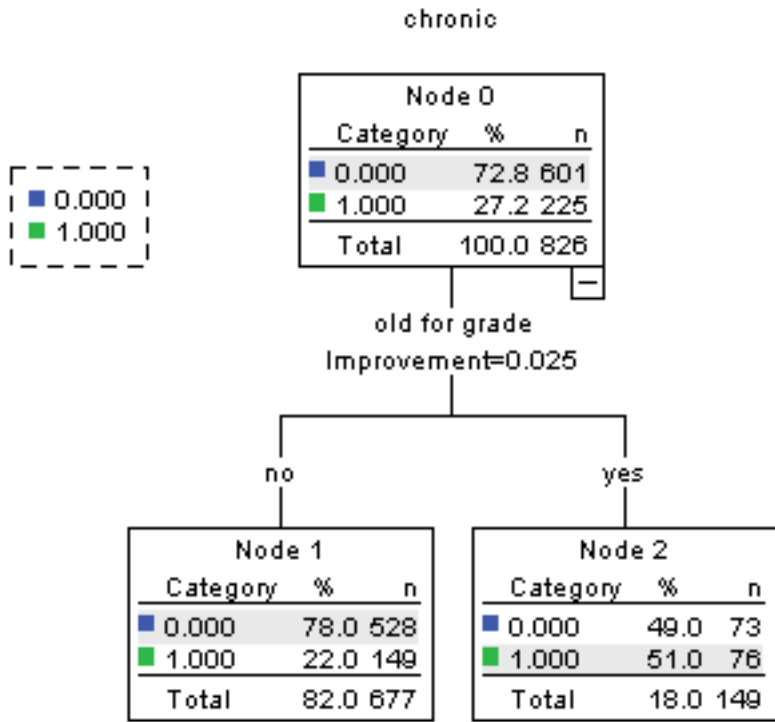 chronic
Node 0
Category % n
0.000 72.8 601
1.000 27.2 225
Total 100.0 826
0.000
1.000
old for grade
Improvement=0.025
no
yes
Node 1
Category % n
0.000 78.0 528
1.000 22.0 149
Total 82.0 677
Node 2
Category % n
0.000 49.0 73
1.000 51.0 76
Total 18.0 149